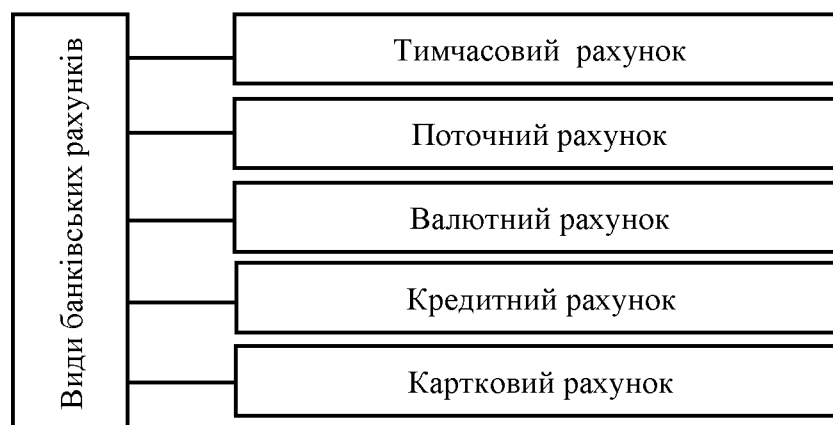 Види банківських рахунків
Тимчасовий рахунок
Поточний рахунок
Валютний рахунок
Кредитний рахунок
Картковий рахунок